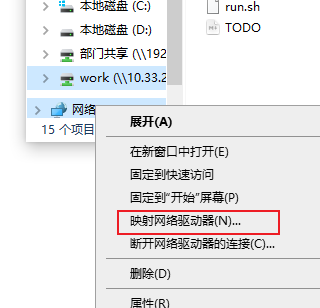 本地磁盘 (C:)
run.sh
本地磁盘 (D:)
TODO
部门共享 (\\192
work (\\10.33.2
网络
15 个项目
展开(A)
在新窗口中打开(E)
固定到快速访问
固定到"开始"屏幕(P)
映射网络驱动器(N)...
断开网络驱动器的连接(C)...
删除(D)
属性(R)